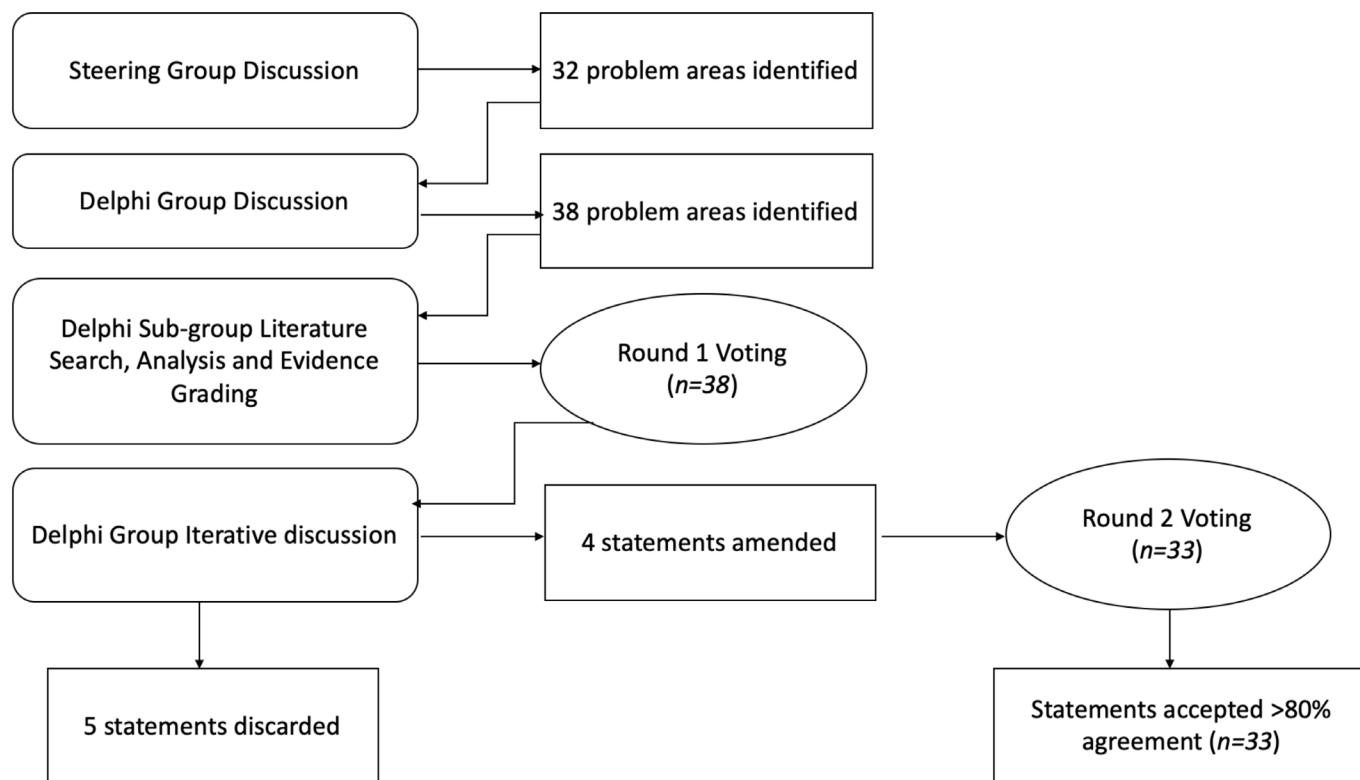 Steering Group Discussion
32 problem areas identified
Delphi Group Discussion
38 problem areas identified
Delphi Sub-group Literature
Search, Analysis and Evidence
Grading
Round 1 Voting
(n=38)
Delphi Group Iterative discussion
4 statements amended
Round 2 Voting
(n=33)
5 statements discarded
Statements accepted >80%
agreement (n=33)